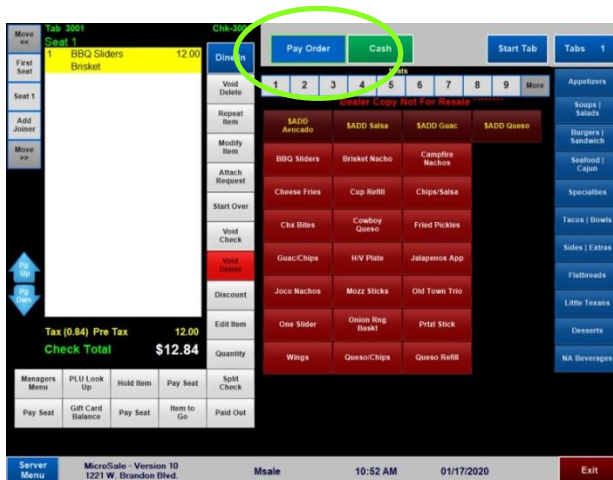 Move
<<
First
Seat
Seat 1
Add
Joiner
Move
>>
Pg
Up
Pg
Dwn
Tab 3001
Chk-300
Seat 1
1 BBQ Sliders 12.00
Brisket
Tax (0.84) Pre Tax 12.00
Check Total $12.84
Managers
Menu
PLU Look
Up
Hold Item
Pay Seat
Pay Seat
Gift Card
Balance
Pay Seat
Item to
Go
Dine In
Void
Delete
Repeat
Item
Modify
Item
Attach
Request
Start Over
Void
Check
Void
Delete
Discount
Edit Item
Quantity
Split
Check
Paid Out
Pay Order
Cash
Start Tab
Tabs 1
Seats
1 2 3 4 5 6 7 8 9 More
Dealer Copy Not For Resale --------
$ADD
Avocado
$ADD Salsa
$ADD Guac
$ADD Queso
BBQ Sliders
Brisket Nacho
Campfire
Nachos
Cheese Fries
Cup Refill
Chips/Salsa
Chx Bites
Cowboy
Queso
Fried Pickles
Guac/Chips
H/V Plate
Jalapenos App
Joco Nachos
Mozz Sticks
Old Town Trio
One Slider
Onion Rng
Baskt
Prtzl Stick
Wings
Queso/Chips
Queso Refill
Appetizers
Soups |
Salads
Burgers |
Sandwich
Seafood |
Cajun
Specialties
Tacos | Bowls
Sides | Extras
Flatbreads
Little Texans
Desserts
NA Beverages
Server
Menu
MicroSale - Version 10
1221 W. Brandon Blvd.
Msale
10:52 AM
01/17/2020
Exit